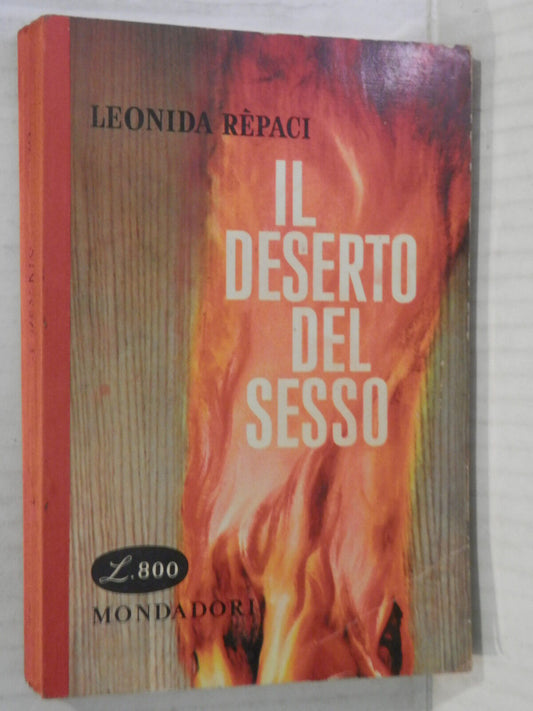 LEONIDA RÊPACI
IL
DESERTO
DEL
SESSO
L.800
MONDADORI